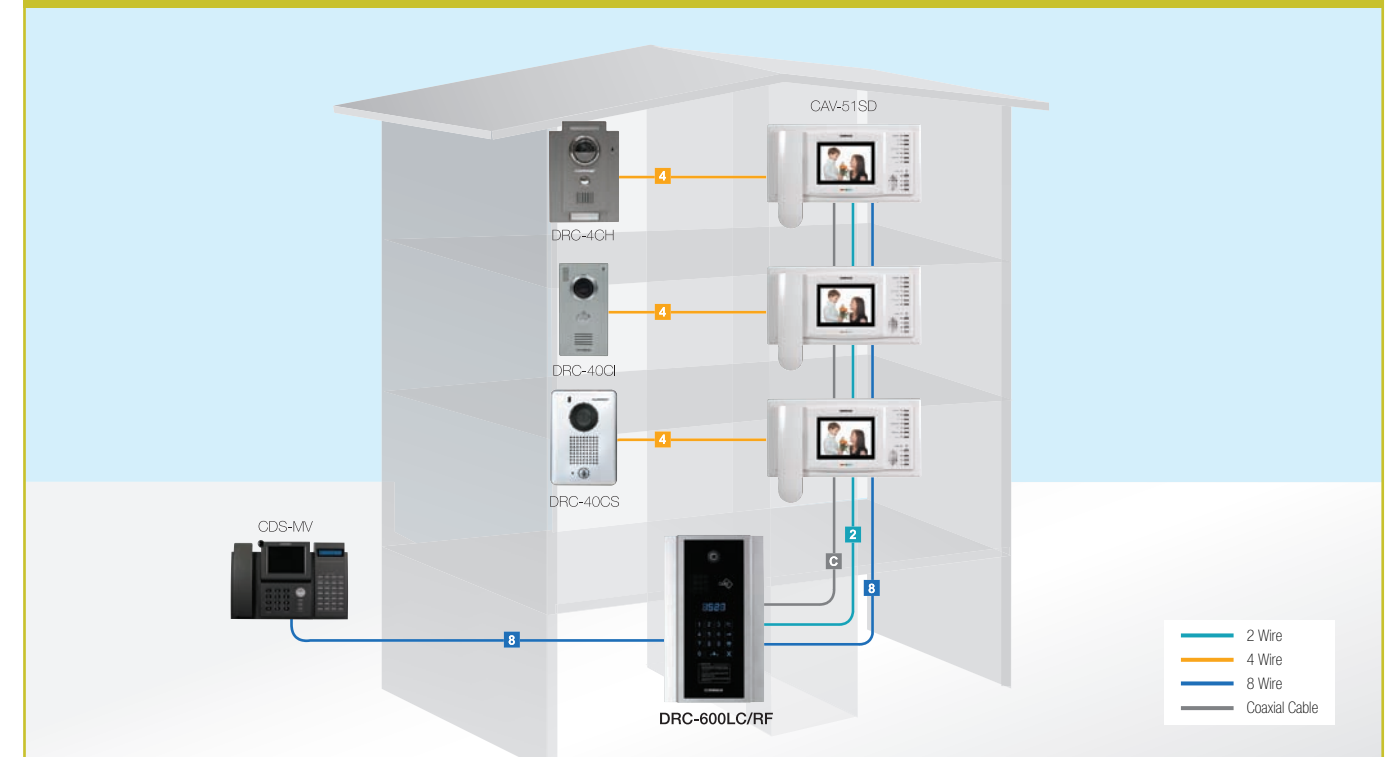 CAV-51SD
4
DRC-4CH
4
DRC-40CI
4
DRC-40CS
CDS-MV
2
C
8
8
DRC-600LC/RF
2 Wire
4 Wire
8 Wire
Coaxial Cable